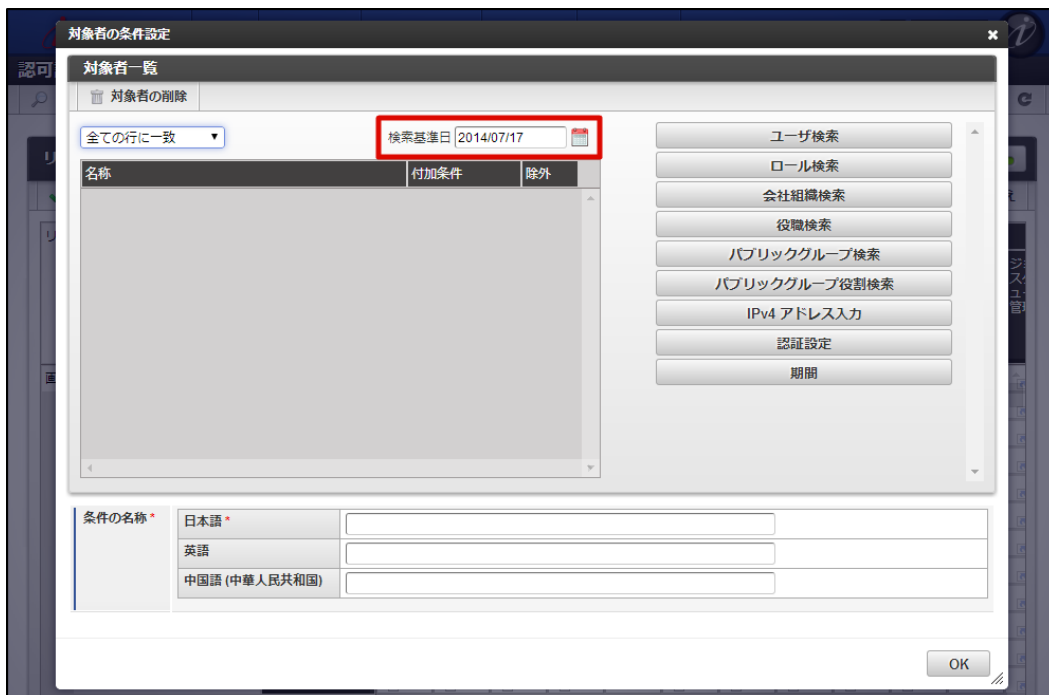 対象者の条件設定
認可
対象者一覧
対象者の削除
全ての行に一致
検索基準日 2014/07/17
名称 付加条件 除外
ユーザ検索
ロール検索
会社組織検索
役職検索
パブリックグループ検索
パブリックグループ役割検索
IPv4 アドレス入力
認証設定
期間
条件の名称*
日本語*
英語
中国語 (中華人民共和国)
OK